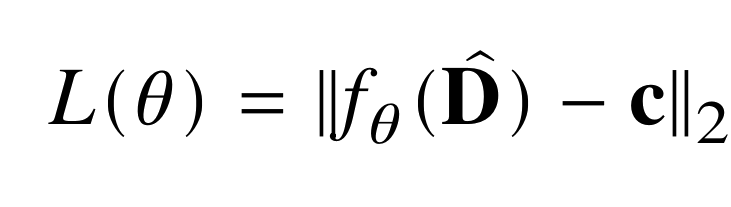 L(θ) = ‖f_θ(𝐃̂) − 𝐜‖₂